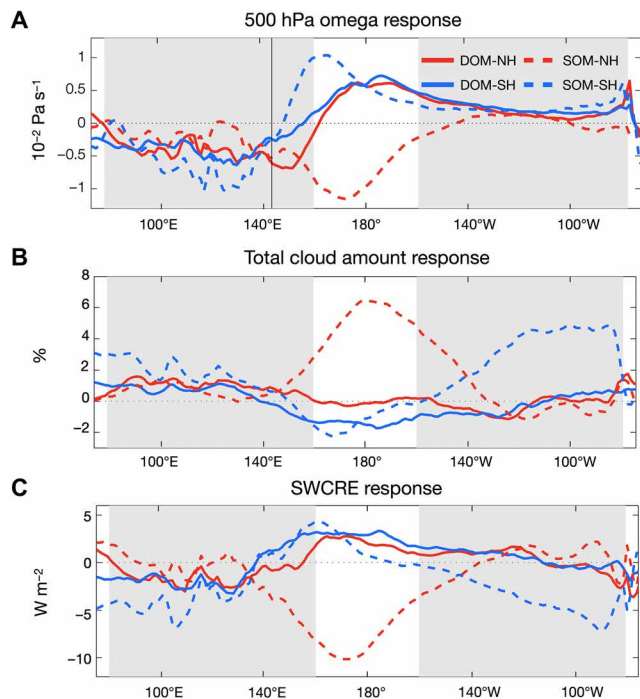 A
500 hPa omega response
10⁻² Pa s⁻¹
1
0.5
0
−0.5
−1
DOM-NH
SOM-NH
DOM-SH
SOM-SH
100°E
140°E
180°
140°W
100°W
B
Total cloud amount response
%
8
6
4
2
0
−2
100°E
140°E
180°
140°W
100°W
C
SWCRE response
W m⁻²
5
0
−5
−10
100°E
140°E
180°
140°W
100°W